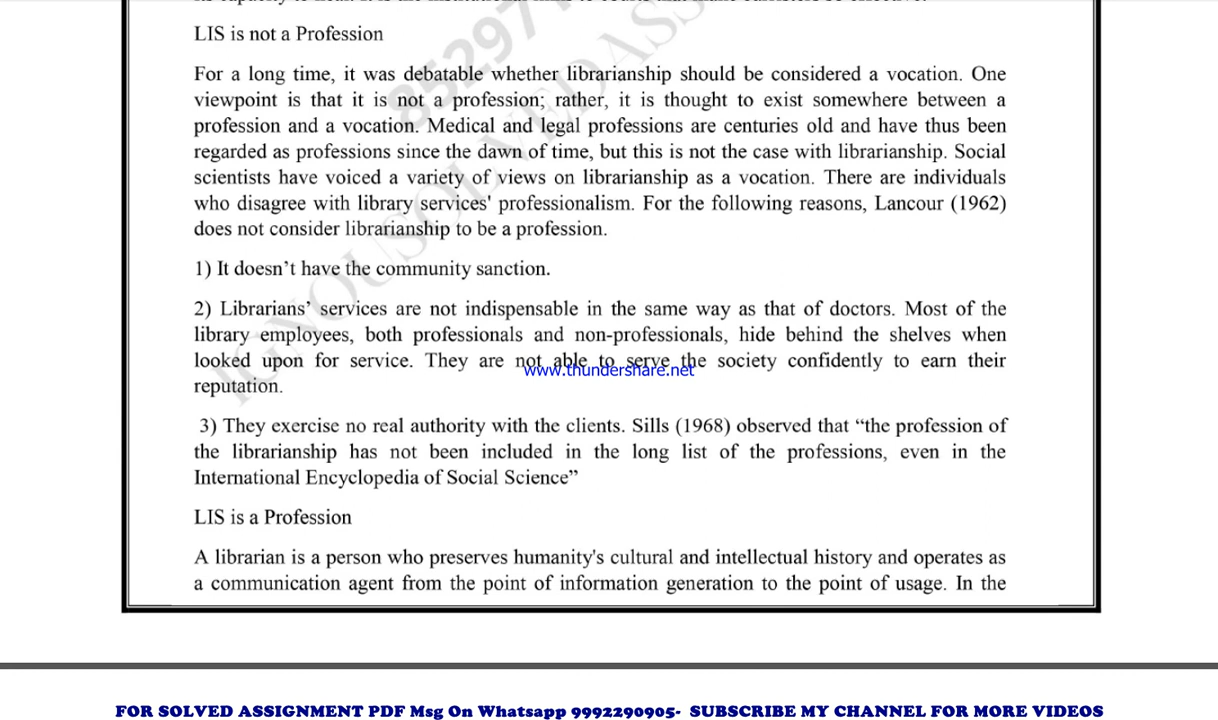 LIS is not a Profession
For a long time, it was debatable whether librarianship should be considered a vocation. One
viewpoint is that it is not a profession; rather, it is thought to exist somewhere between a
profession and a vocation. Medical and legal professions are centuries old and have thus been
regarded as professions since the dawn of time, but this is not the case with librarianship. Social
scientists have voiced a variety of views on librarianship as a vocation. There are individuals
who disagree with library services' professionalism. For the following reasons, Lancour (1962)
does not consider librarianship to be a profession.
1) It doesn’t have the community sanction.
2) Librarians’ services are not indispensable in the same way as that of doctors. Most of the
library employees, both professionals and non-professionals, hide behind the shelves when
looked upon for service. They are not able to serve the society confidently to earn their
www.thundershare.net
reputation.
3) They exercise no real authority with the clients. Sills (1968) observed that “the profession of
the librarianship has not been included in the long list of the professions, even in the
International Encyclopedia of Social Science”
LIS is a Profession
A librarian is a person who preserves humanity's cultural and intellectual history and operates as
a communication agent from the point of information generation to the point of usage. In the
FOR SOLVED ASSIGNMENT PDF Msg On Whatsapp 9992290905- SUBSCRIBE MY CHANNEL FOR MORE VIDEOS